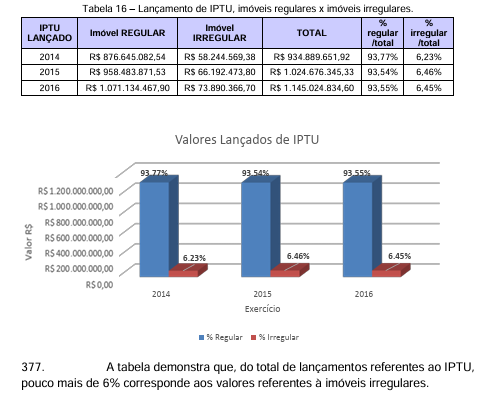 Tabela 16 – Lançamento de IPTU, imóveis regulares x imóveis irregulares.
IPTU LANÇADO Imóvel REGULAR Imóvel IRREGULAR TOTAL % regular /total % irregular /total
2014 R$ 876.645.082,54 R$ 58.244.569,38 R$ 934.889.651,92 93,77% 6,23%
2015 R$ 958.483.871,53 R$ 66.192.473,80 R$ 1.024.676.345,33 93,54% 6,46%
2016 R$ 1.071.134.467,90 R$ 73.890.366,70 R$ 1.145.024.834,60 93,55% 6,45%
Valores Lançados de IPTU
93.77% 93.54% 93.55%
R$ 1.200.000.000,00
R$ 1.000.000.000,00
R$ 800.000.000,00
R$ 600.000.000,00
R$ 400.000.000,00
R$ 200.000.000,00
R$ 0,00
Valor R$
6.23% 6.46% 6.45%
2014 2015 2016
Exercício
% Regular % Irregular
377. A tabela demonstra que, do total de lançamentos referentes ao IPTU,
pouco mais de 6% corresponde aos valores referentes à imóveis irregulares.